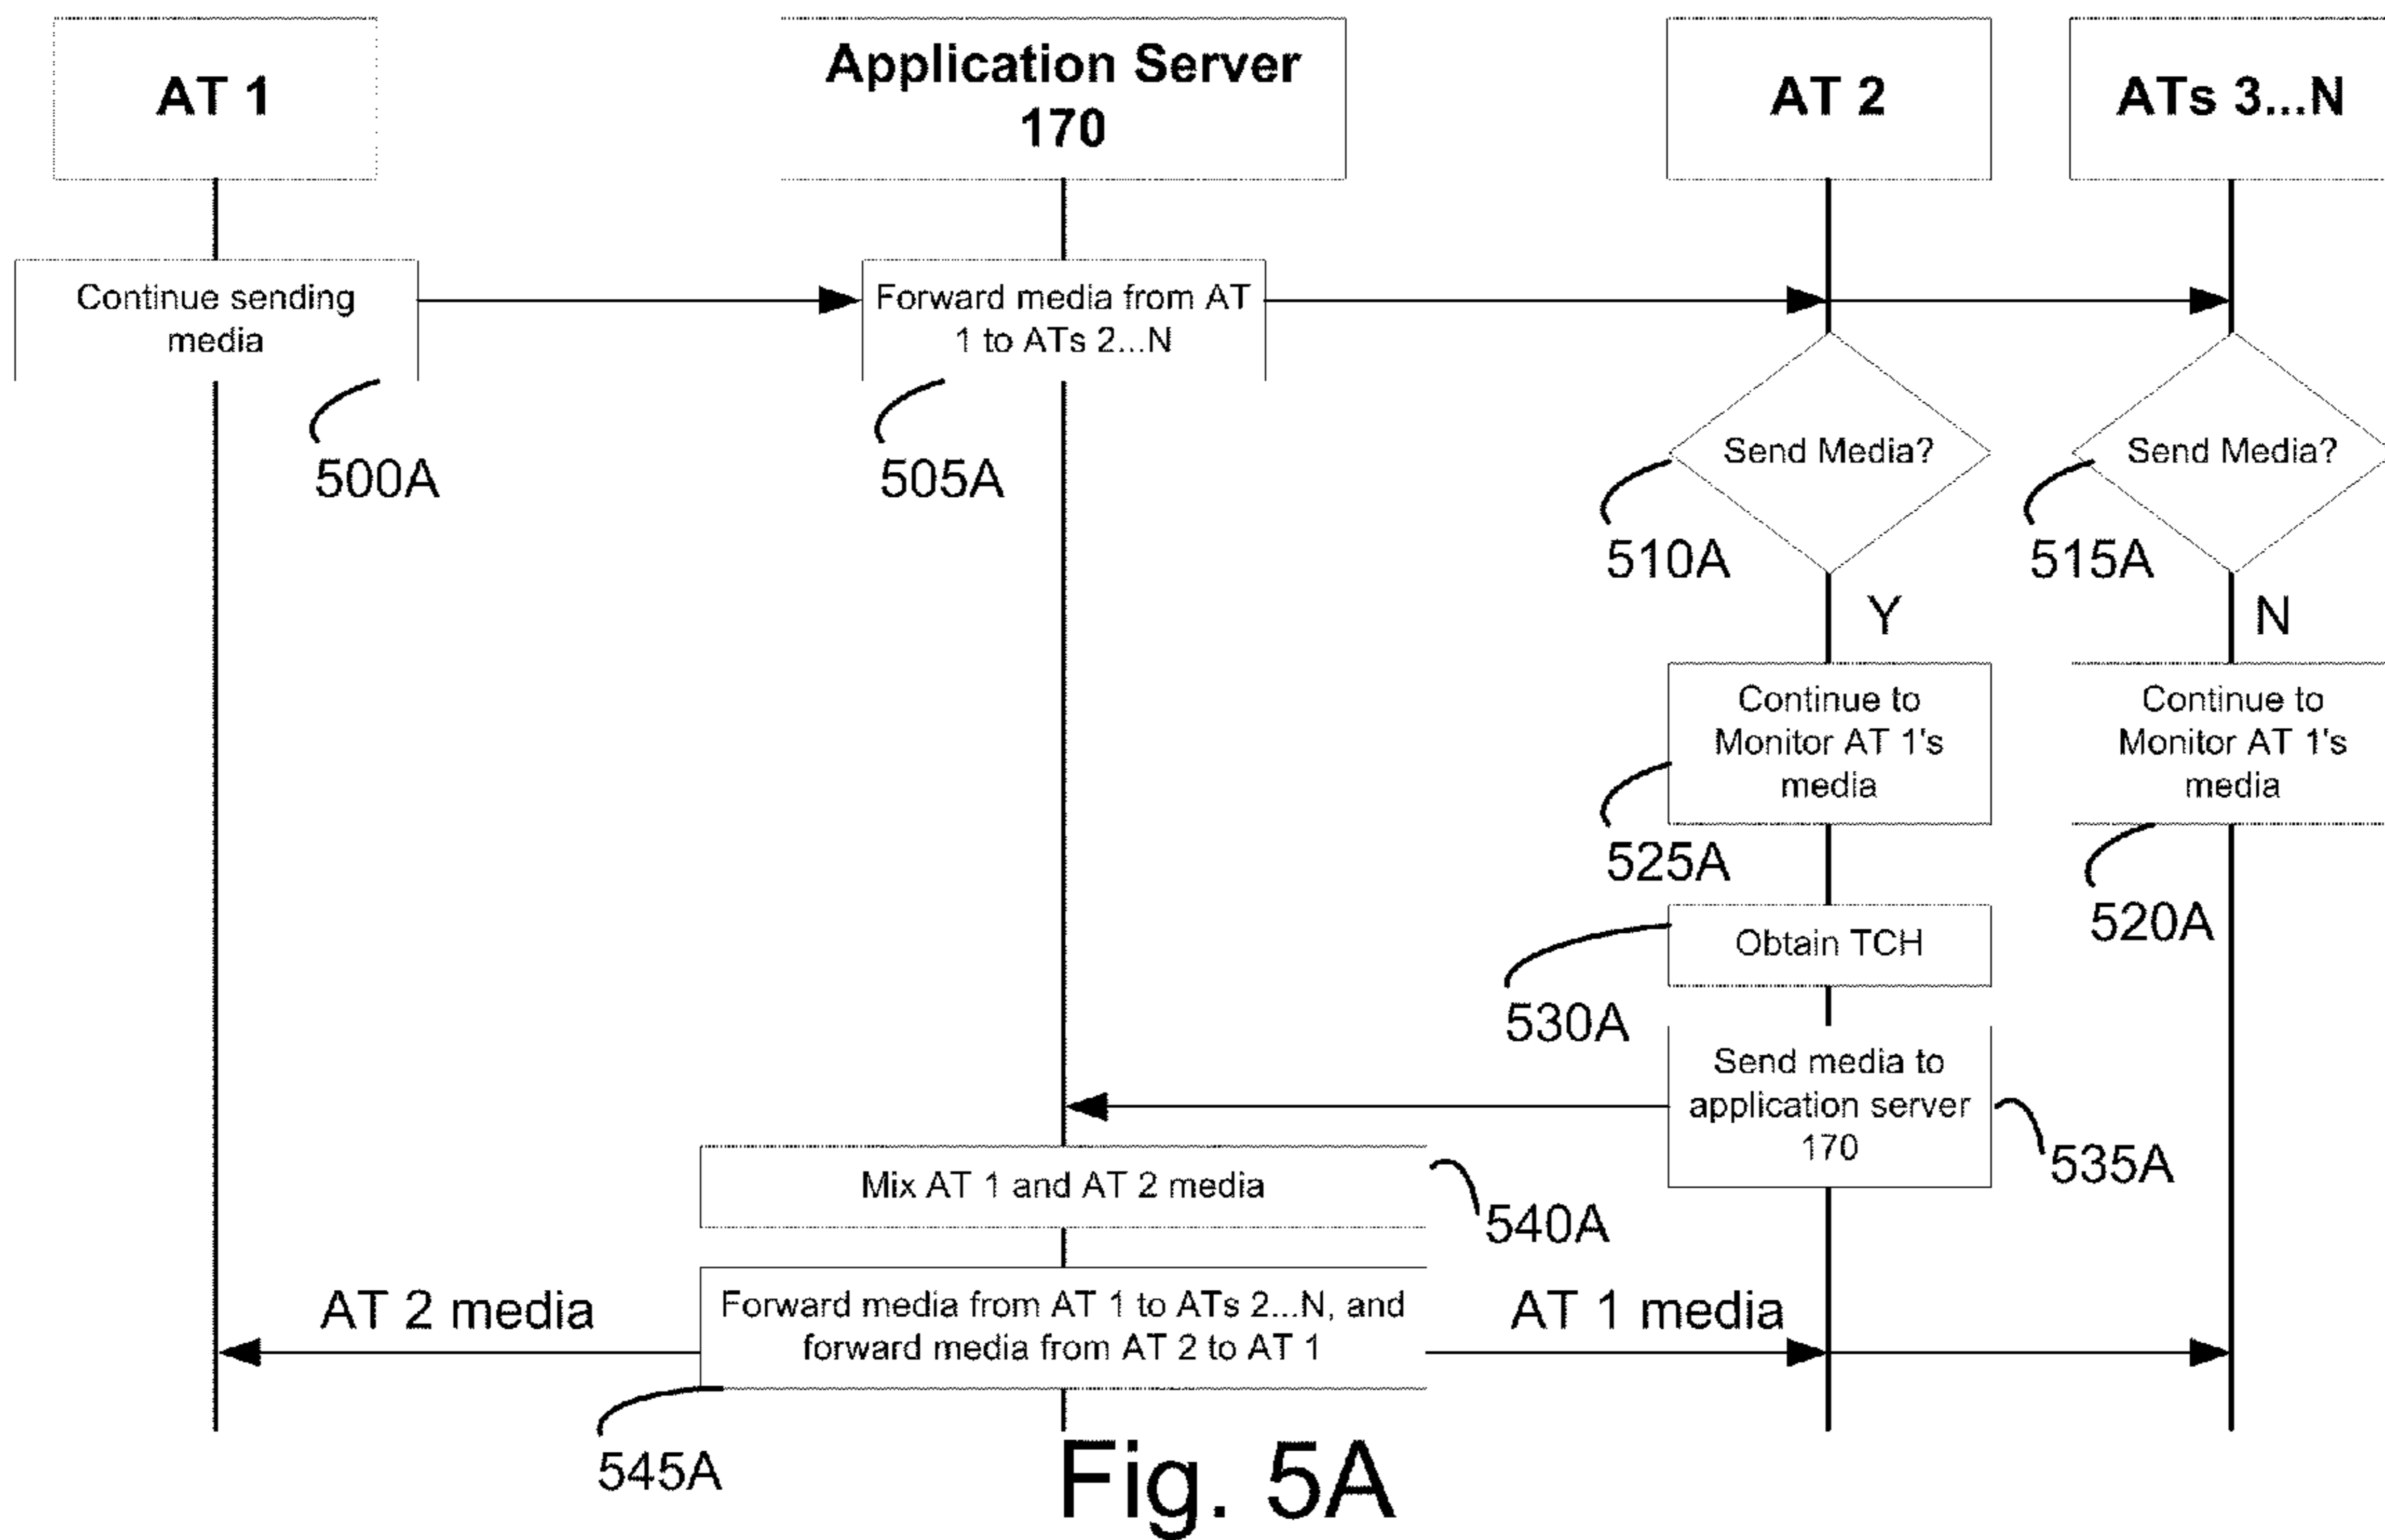 AT 1
Application Server
170
AT 2
ATs 3...N
Continue sending
media
Forward media from AT
1 to ATs 2...N
500A
505A
Send Media?
Send Media?
510A
515A
Y
N
Continue to
Monitor AT 1's
media
Continue to
Monitor AT 1's
media
525A
520A
Obtain TCH
530A
Send media to
application server
170
535A
Mix AT 1 and AT 2 media
540A
AT 2 media
Forward media from AT 1 to ATs 2...N, and
forward media from AT 2 to AT 1
AT 1 media
545A
Fig. 5A